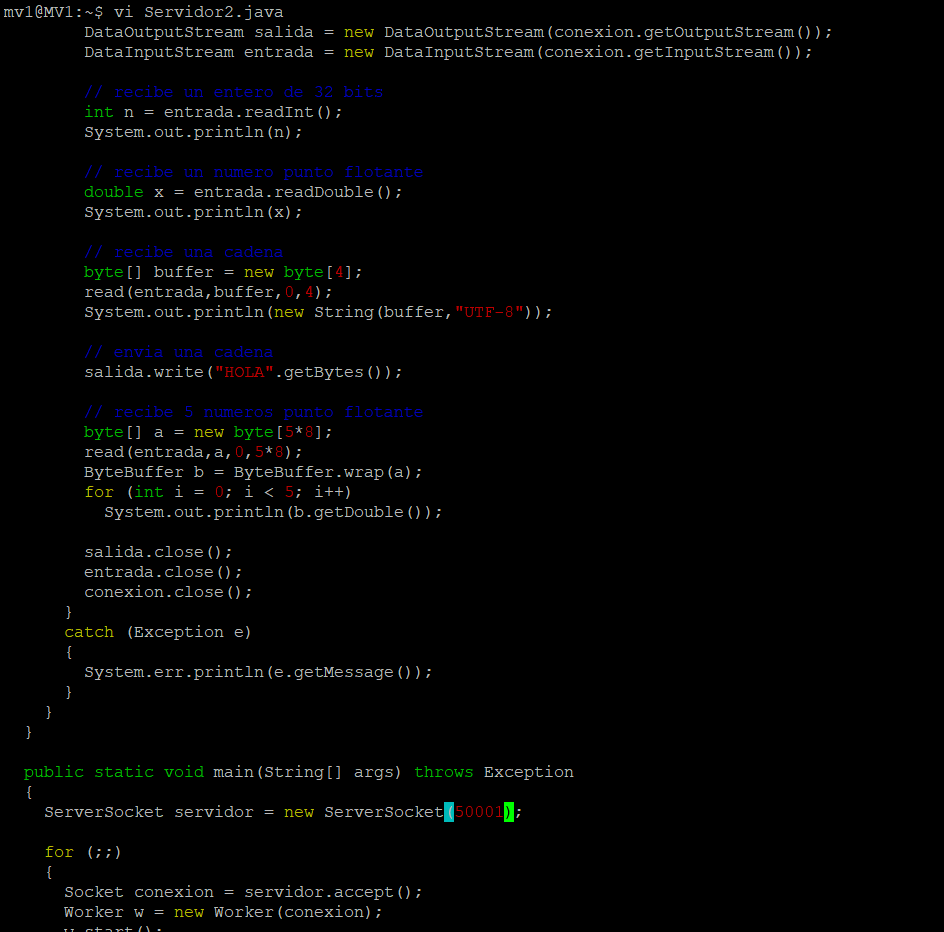 mv1@MV1:~$ vi Servidor2.java
        DataOutputStream salida = new DataOutputStream(conexion.getOutputStream());
        DataInputStream entrada = new DataInputStream(conexion.getInputStream());

        // recibe un entero de 32 bits
        int n = entrada.readInt();
        System.out.println(n);

        // recibe un numero punto flotante
        double x = entrada.readDouble();
        System.out.println(x);

        // recibe una cadena
        byte[] buffer = new byte[4];
        read(entrada,buffer,0,4);
        System.out.println(new String(buffer,"UTF-8"));

        // envia una cadena
        salida.write("HOLA".getBytes());

        // recibe 5 numeros punto flotante
        byte[] a = new byte[5*8];
        read(entrada,a,0,5*8);
        ByteBuffer b = ByteBuffer.wrap(a);
        for (int i = 0; i < 5; i++)
          System.out.println(b.getDouble());

        salida.close();
        entrada.close();
        conexion.close();
      }
      catch (Exception e)
      {
        System.err.println(e.getMessage());
      }
    }
  }

  public static void main(String[] args) throws Exception
  {
    ServerSocket servidor = new ServerSocket(50001);

    for (;;)
    {
      Socket conexion = servidor.accept();
      Worker w = new Worker(conexion);
      w.start();